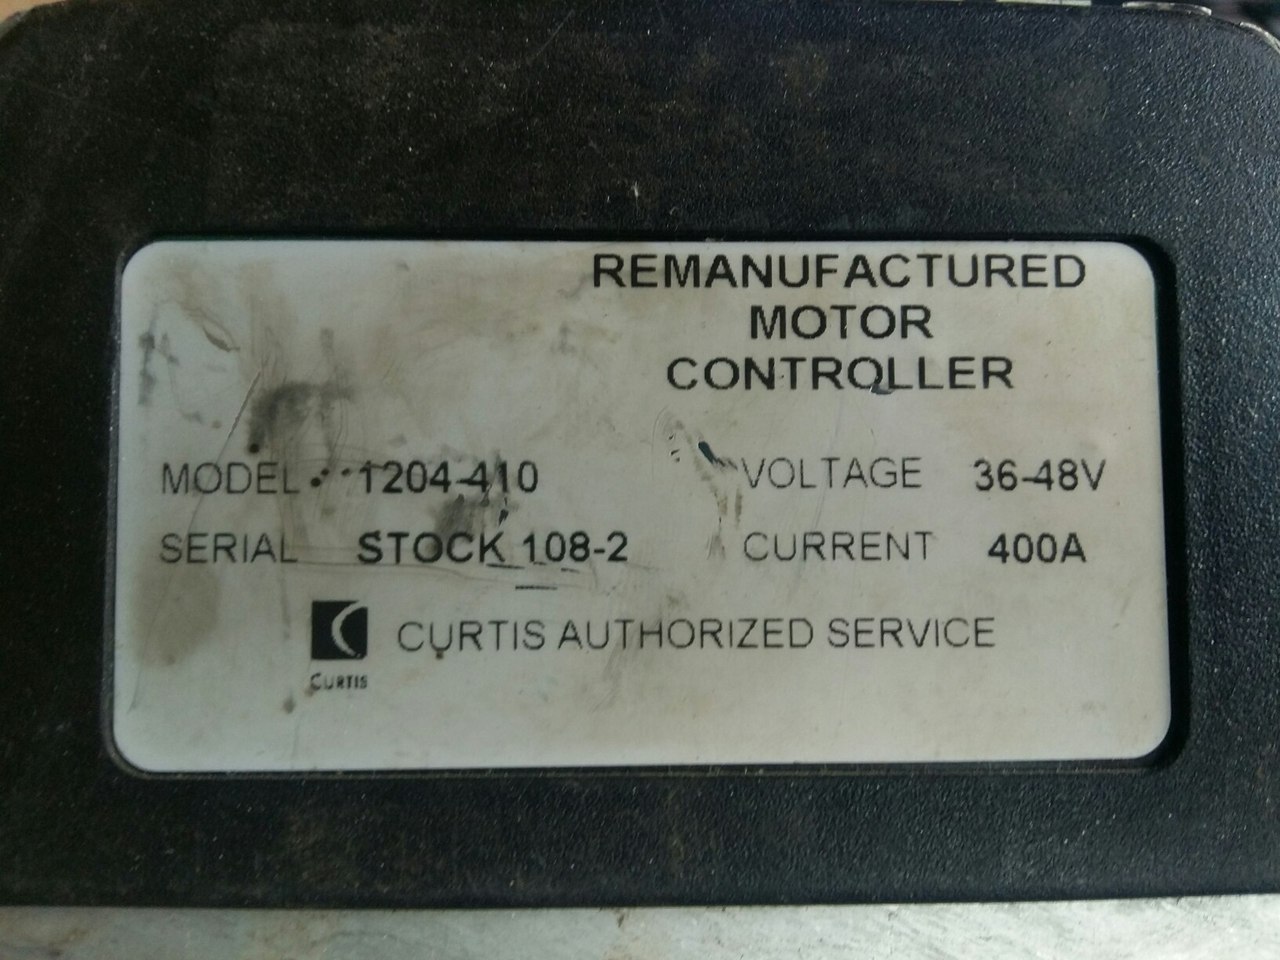 REMANUFACTURED
MOTOR
CONTROLLER
MODEL 1204-410 VOLTAGE 36-48V
SERIAL STOCK 108-2 CURRENT 400A
CURTIS AUTHORIZED SERVICE
CURTIS